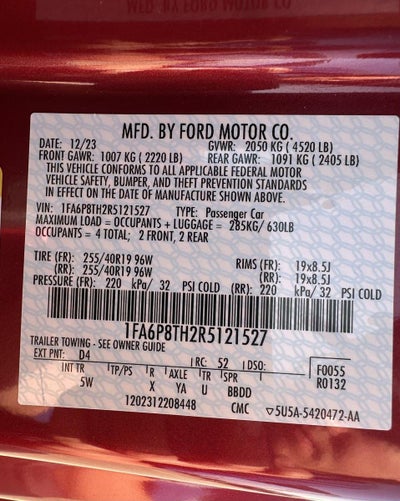 MFD. BY FORD MOTOR CO.
DATE: 12/23 GVWR: 2050 KG ( 4520 LB)
FRONT GAWR: 1007 KG ( 2220 LB) REAR GAWR: 1091 KG ( 2405 LB)
THIS VEHICLE CONFORMS TO ALL APPLICABLE FEDERAL MOTOR
VEHICLE SAFETY, BUMPER, AND THEFT PREVENTION STANDARDS
IN EFFECT ON THE DATE OF MANUFACTURE SHOWN ABOVE.
VIN: 1FA6P8TH2R5121527 TYPE: Passenger Car
MAXIMUM LOAD = OCCUPANTS + LUGGAGE = 285KG/ 630LB
OCCUPANTS = 4 TOTAL; 2 FRONT, 2 REAR
TIRE (FR): 255/40R19 96W RIMS (FR): 19x8.5J
(RR): 255/40R19 96W (RR): 19x8.5J
PRESSURE (FR): 220 kPa/ 32 PSI COLD (RR): 220 kPa/ 32 PSI COLD
1FA6P8TH2R5121527
TRAILER TOWING - SEE OWNER GUIDE
EXT PNT: D4 RC: 52 DSO: F0055
INT TR TP/PS R AXLE TR SPR R0132
5W X YA U BBDD
1202312208448 CMC ▽5U5A-5420472-AA